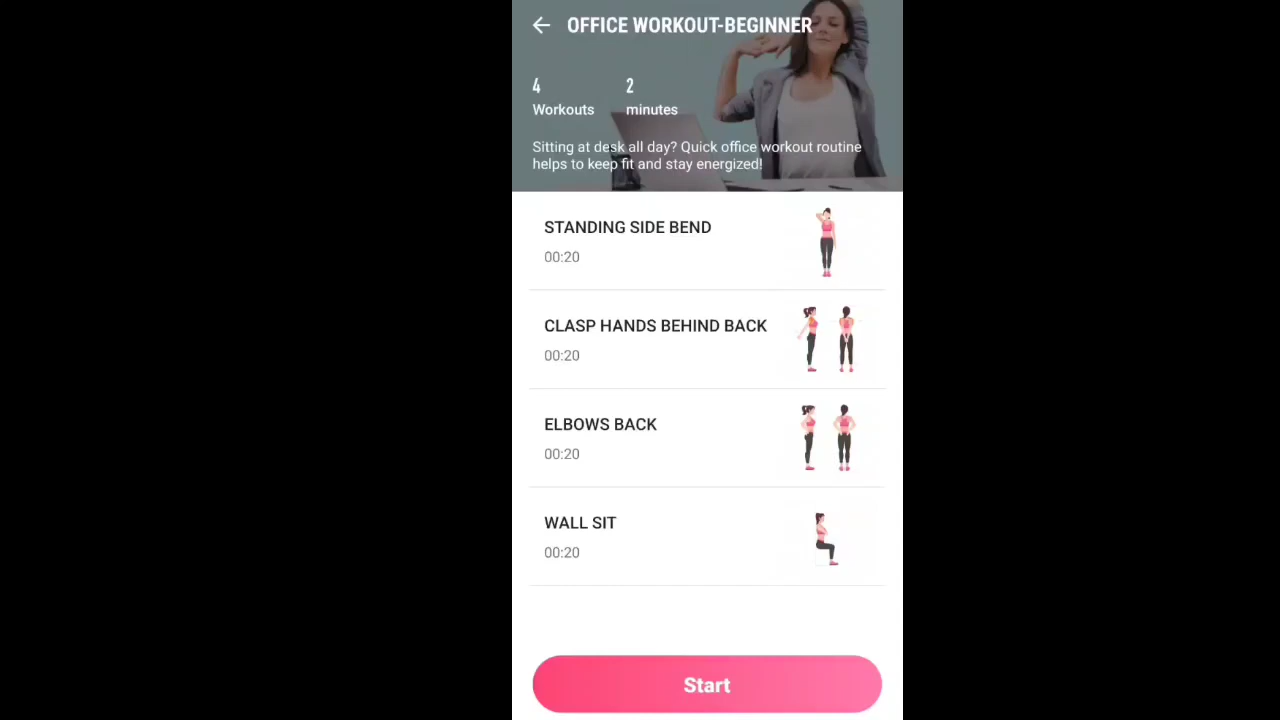 OFFICE WORKOUT-BEGINNER
4 2
Workouts minutes
Sitting at desk all day? Quick office workout routine
helps to keep fit and stay energized!
STANDING SIDE BEND
00:20
CLASP HANDS BEHIND BACK
00:20
ELBOWS BACK
00:20
WALL SIT
00:20
Start